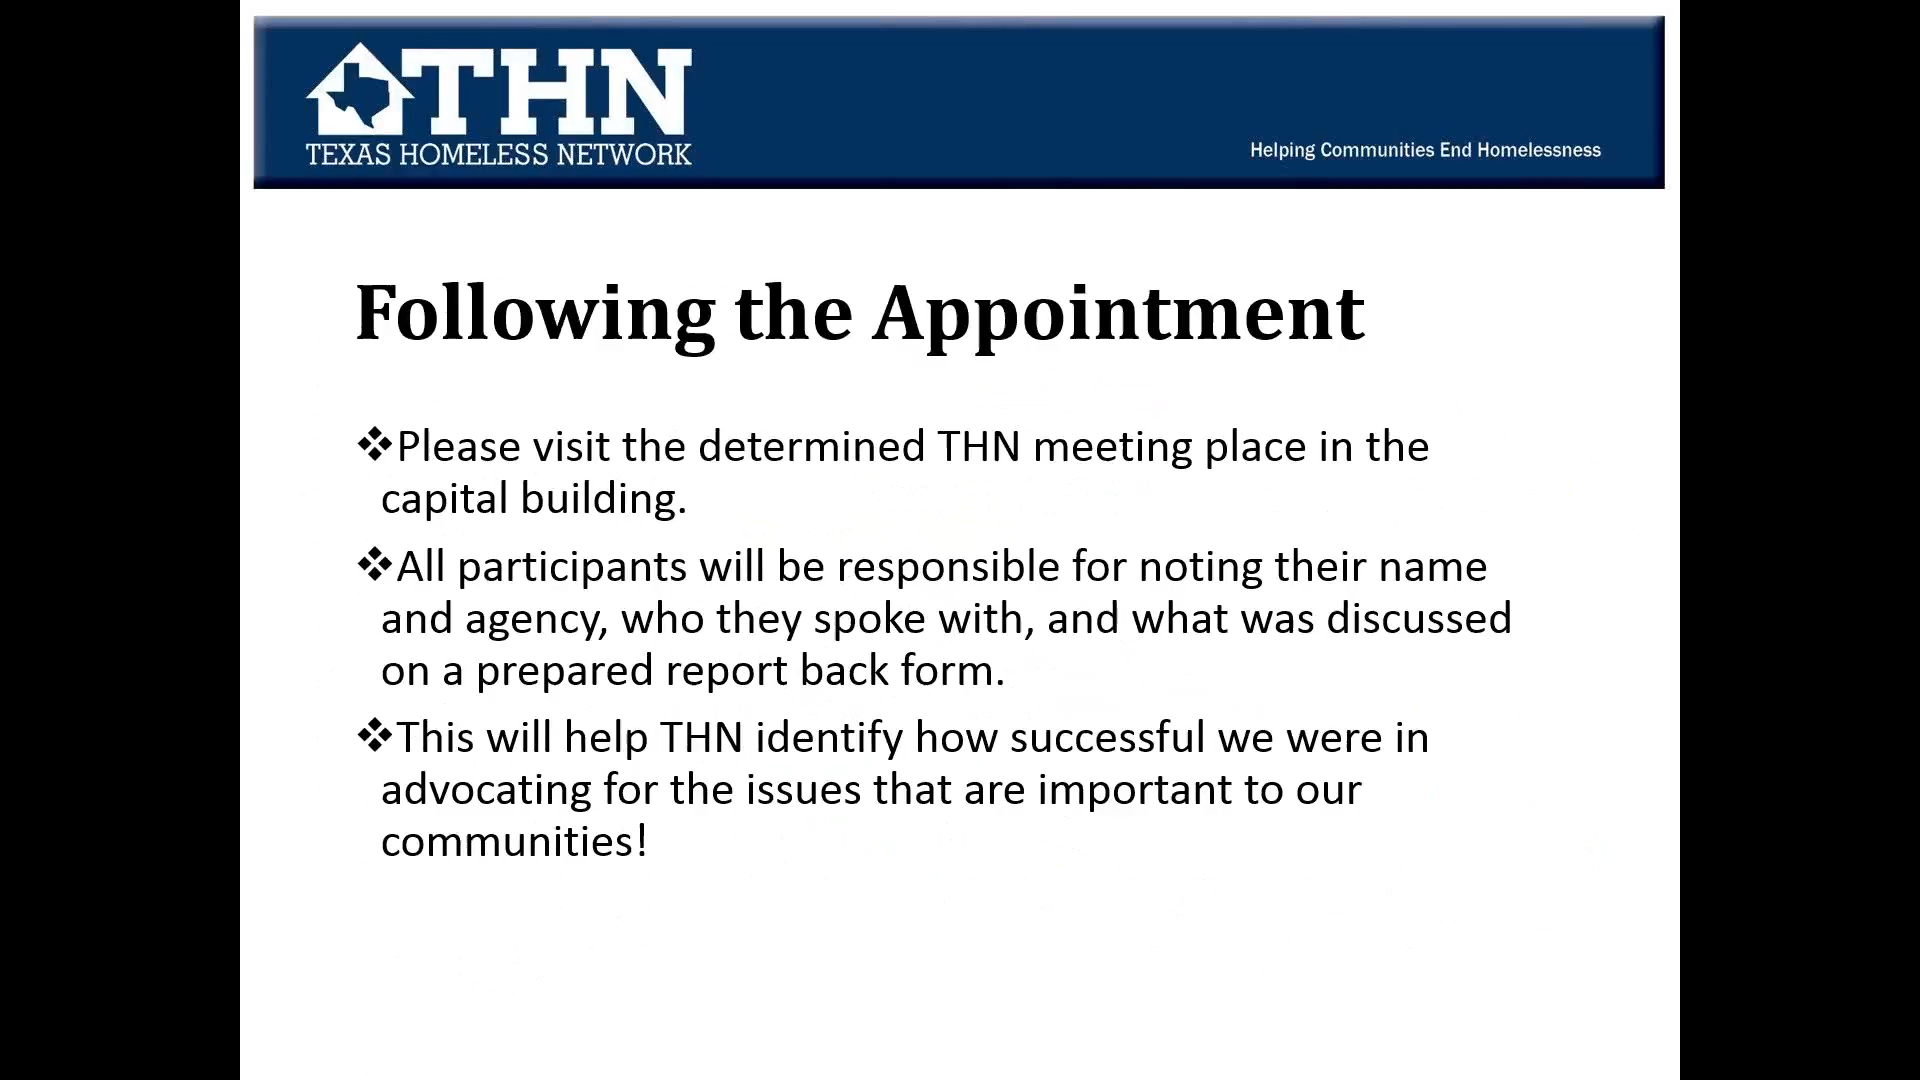 THN
TEXAS HOMELESS NETWORK
Helping Communities End Homelessness
Following the Appointment
❖Please visit the determined THN meeting place in the
capital building.
❖All participants will be responsible for noting their name
and agency, who they spoke with, and what was discussed
on a prepared report back form.
❖This will help THN identify how successful we were in
advocating for the issues that are important to our
communities!